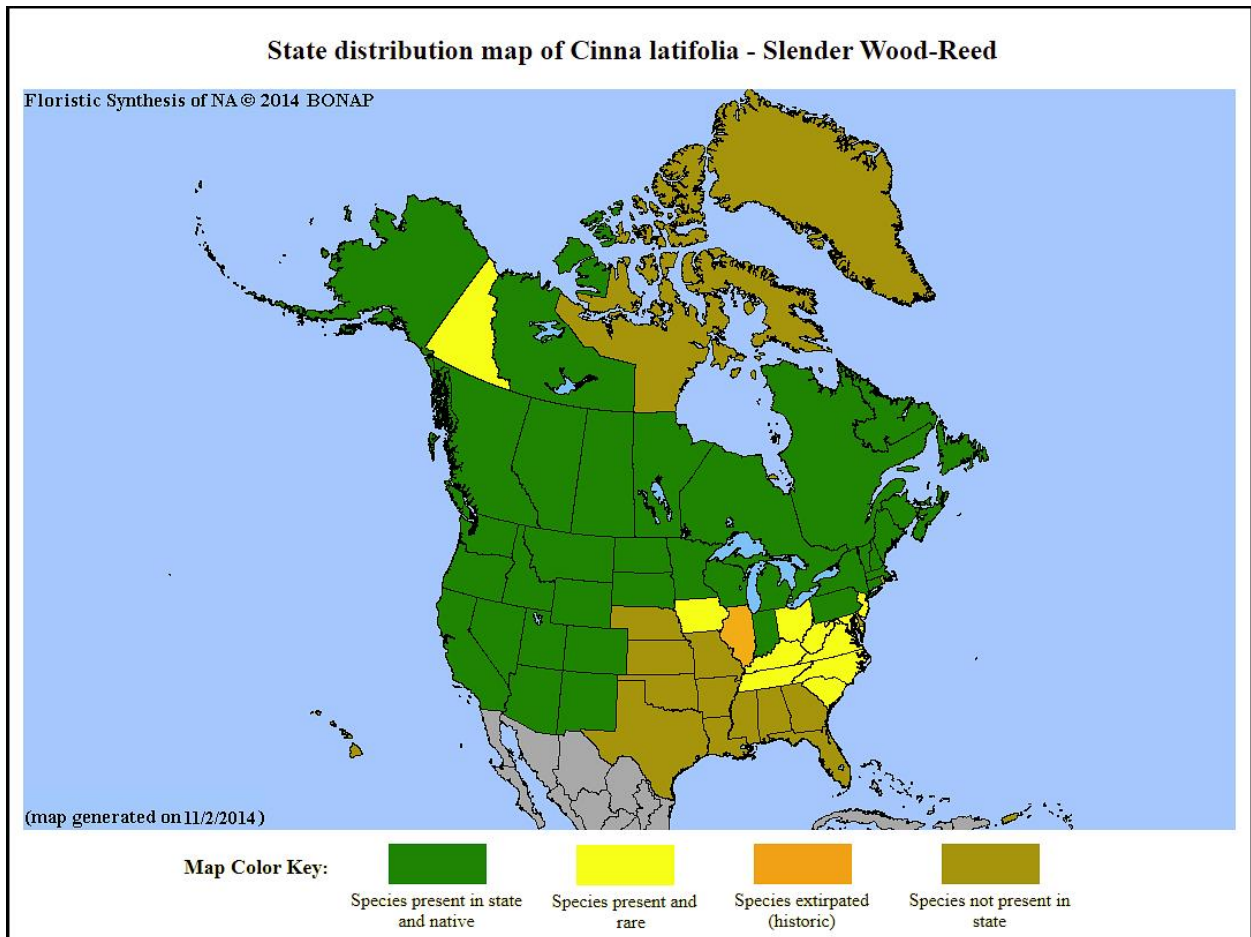 State distribution map of Cinna latifolia - Slender Wood-Reed
Floristic Synthesis of NA © 2014 BONAP
(map generated on 11/2/2014)
Map Color Key:
Species present in state
and native
Species present and
rare
Species extirpated
(historic)
Species not present in
state